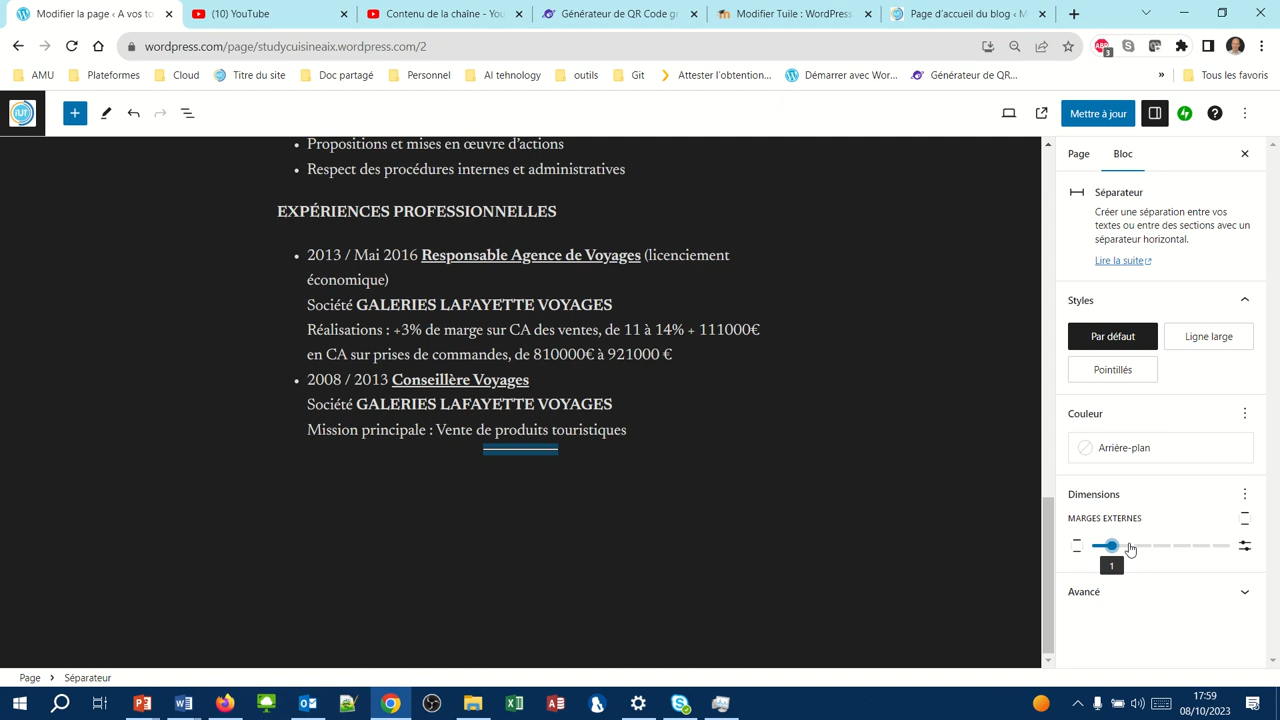 Modifier la page « A vos to
(10) YouTube
Contenu de la chaîne - You
Générateur de QR Code gr
Modifier Tuile : WordPress
Page d'accueil du blog < M
wordpress.com/page/studycuisineaix.wordpress.com/2
ABP
3
AMU
Plateformes
Cloud
Titre du site
Doc partagé
Personnel
AI tehnology
outils
Git
Attester l'obtention...
Démarrer avec Wor...
Générateur de QR...
»
Tous les favoris
IUT
Mettre à jour
• Propositions et mises en œuvre d'actions
• Respect des procédures internes et administratives
EXPÉRIENCES PROFESSIONNELLES
• 2013 / Mai 2016 Responsable Agence de Voyages (licenciement
économique)
Société GALERIES LAFAYETTE VOYAGES
Réalisations : +3% de marge sur CA des ventes, de 11 à 14% + 111000€
en CA sur prises de commandes, de 810000€ à 921000 €
• 2008 / 2013 Conseillère Voyages
Société GALERIES LAFAYETTE VOYAGES
Mission principale : Vente de produits touristiques
Page
Bloc
Séparateur
Créer une séparation entre vos
textes ou entre des sections avec un
séparateur horizontal.
Lire la suite
Styles
Par défaut
Ligne large
Pointillés
Couleur
Arrière-plan
Dimensions
MARGES EXTERNES
1
Avancé
Page > Séparateur
17:59
08/10/2023